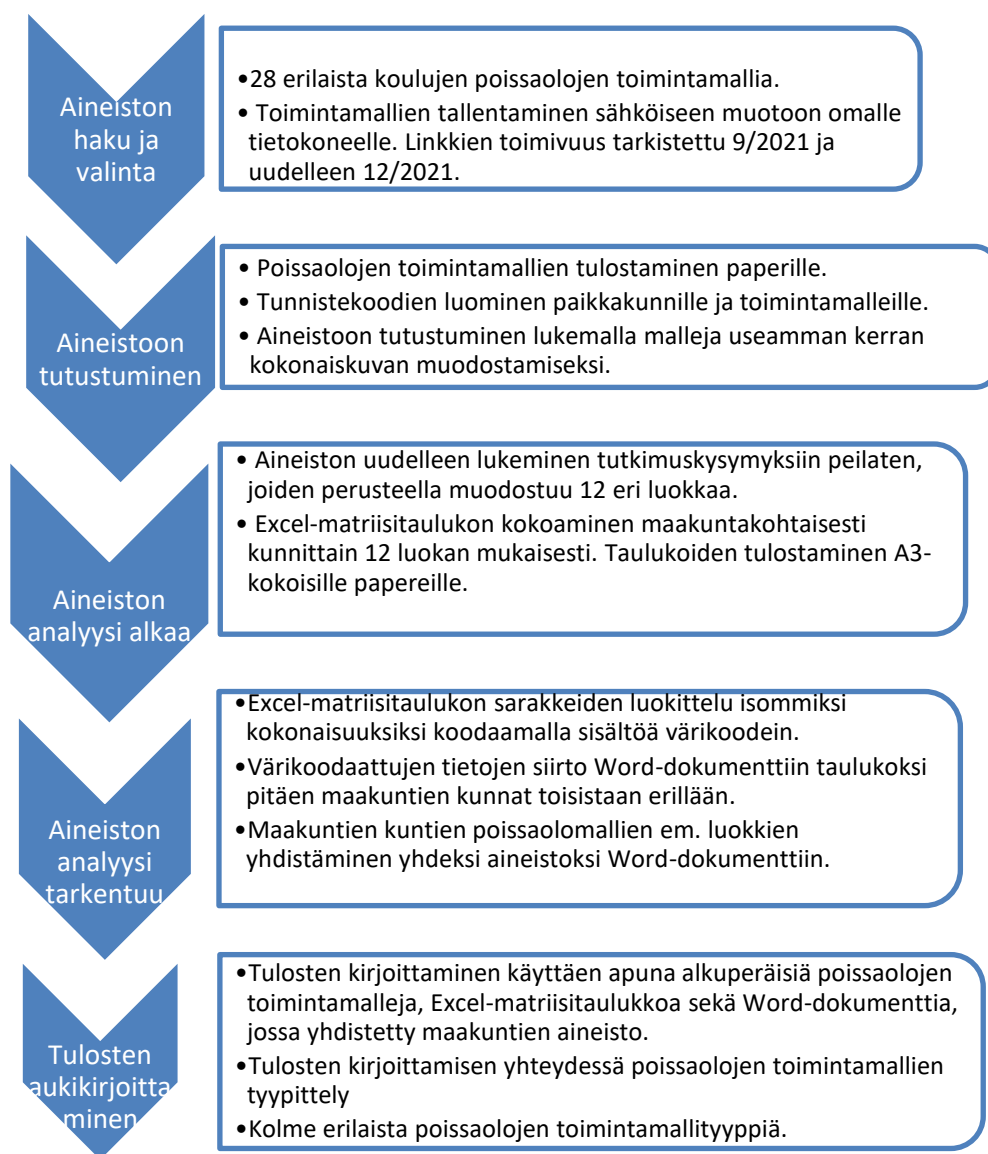 Aineiston
haku ja
valinta
•28 erilaista koulujen poissaolojen toimintamallia.
• Toimintamallien tallentaminen sähköiseen muotoon omalle
tietokoneelle. Linkkien toimivuus tarkistettu 9/2021 ja
uudelleen 12/2021.
Aineistoon
tutustuminen
• Poissaolojen toimintamallien tulostaminen paperille.
• Tunnistekoodien luominen paikkakunnille ja toimintamalleille.
• Aineistoon tutustuminen lukemalla malleja useamman kerran
kokonaiskuvan muodostamiseksi.
Aineiston
analyysi alkaa
• Aineiston uudelleen lukeminen tutkimuskysymyksiin peilaten,
joiden perusteella muodostuu 12 eri luokkaa.
• Excel-matriisitaulukon kokoaminen maakuntakohtaisesti
kunnittain 12 luokan mukaisesti. Taulukoiden tulostaminen A3-
kokoisille papereille.
Aineiston
analyysi
tarkentuu
•Excel-matriisitaulukon sarakkeiden luokittelu isommiksi
kokonaisuuksiksi koodaamalla sisältöä värikoodein.
•Värikoodaattujen tietojen siirto Word-dokumenttiin taulukoksi
pitäen maakuntien kunnat toisistaan erillään.
•Maakuntien kuntien poissaolomallien em. luokkien
yhdistäminen yhdeksi aineistoksi Word-dokumenttiin.
Tulosten
aukikirjoitta
minen
•Tulosten kirjoittaminen käyttäen apuna alkuperäisiä poissaolojen
toimintamalleja, Excel-matriisitaulukkoa sekä Word-dokumenttia,
jossa yhdistetty maakuntien aineisto.
•Tulosten kirjoittamisen yhteydessä poissaolojen toimintamallien
tyypittely
•Kolme erilaista poissaolojen toimintamallityyppiä.